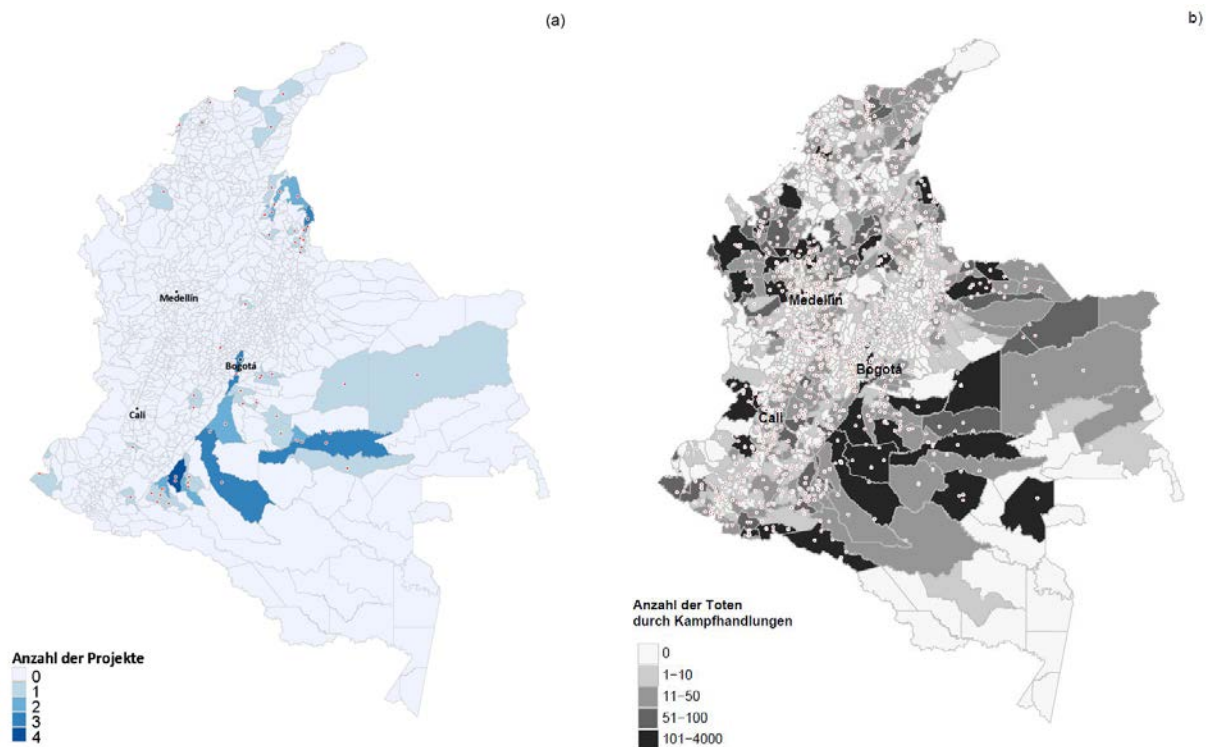 (a)
Medellín
Bogotá
Cali
Anzahl der Projekte
0
1
2
3
4
b)
Medellín
Bogotá
Cali
Anzahl der Toten
durch Kampfhandlungen
0
1–10
11–50
51–100
101–4000